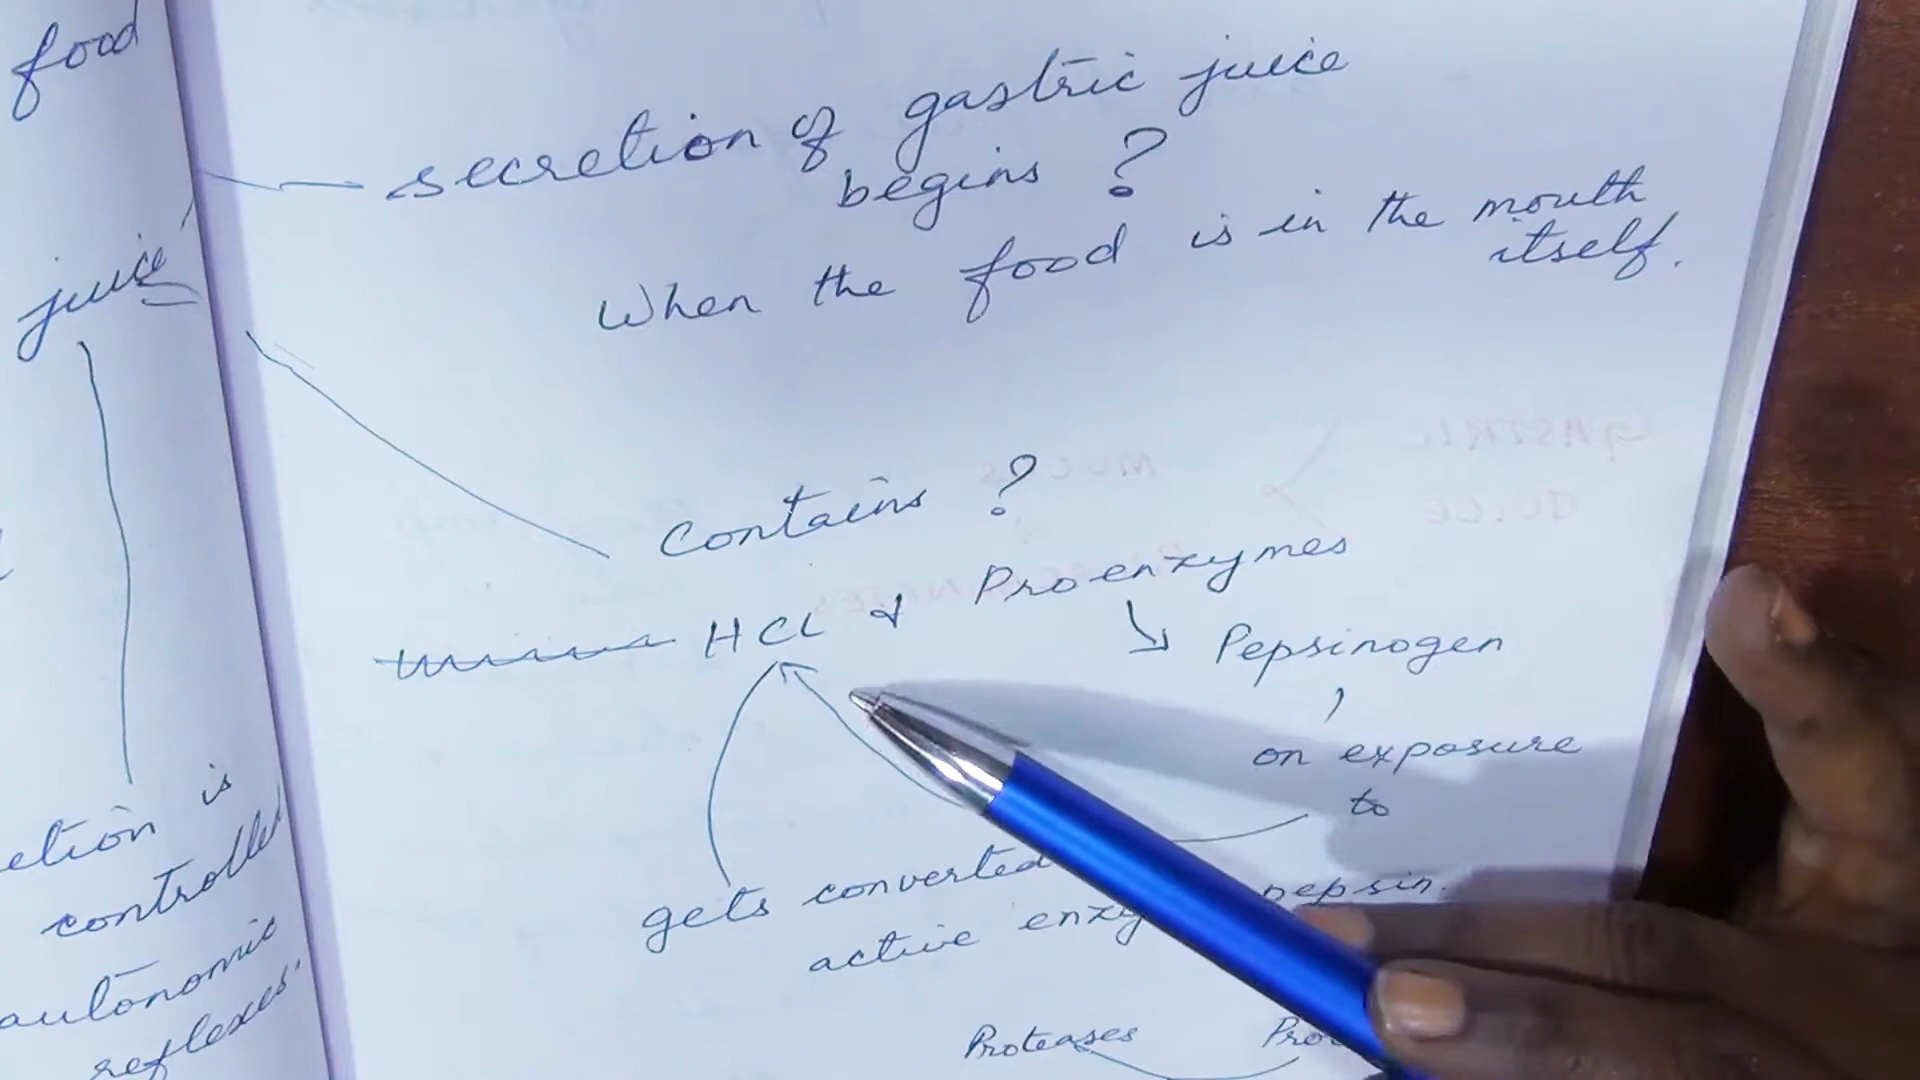 food
juice
etion is
controlled
autonomic
reflexes.
secretion of gastric juice
begins ?
When the food is in the mouth
itself.
Contains ?
HCl & Proenzymes
Pepsinogen
on exposure
to
gets converted
active pepsin.
Proteases